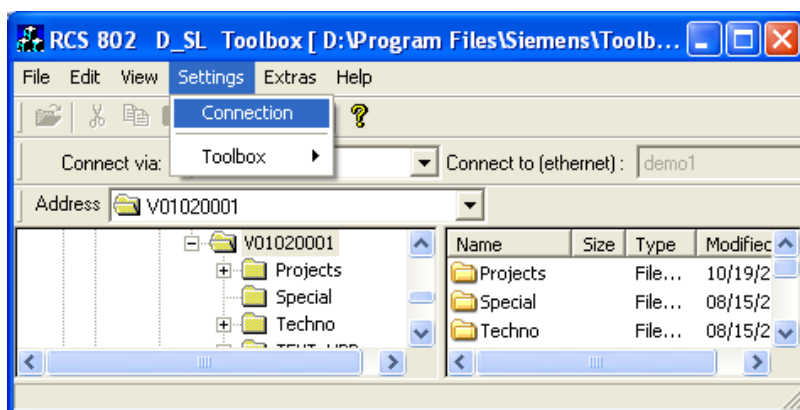 RCS 802 D_SL Toolbox [ D:\Program Files\Siemens\Toolb...
File Edit View Settings Extras Help
Connection
Connect via:
Toolbox
Connect to (ethernet) : demo1
Address V01020001
V01020001
Projects
Special
Techno
Name Size Type Modified
Projects File... 10/19/2
Special File... 08/15/2
Techno File... 08/15/2